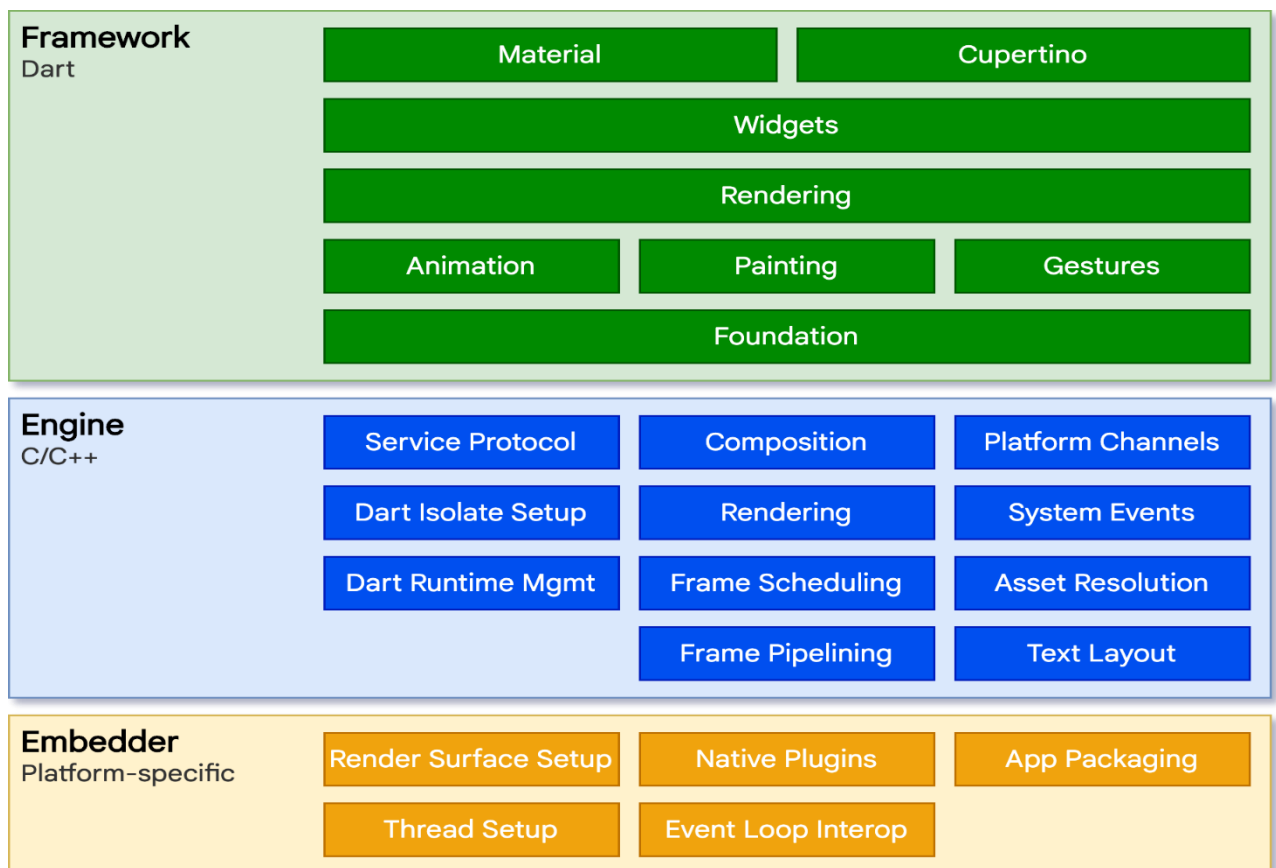 Framework
Dart
Material
Cupertino
Widgets
Rendering
Animation
Painting
Gestures
Foundation
Engine
C/C++
Service Protocol
Composition
Platform Channels
Dart Isolate Setup
Rendering
System Events
Dart Runtime Mgmt
Frame Scheduling
Asset Resolution
Frame Pipelining
Text Layout
Embedder
Platform-specific
Render Surface Setup
Native Plugins
App Packaging
Thread Setup
Event Loop Interop